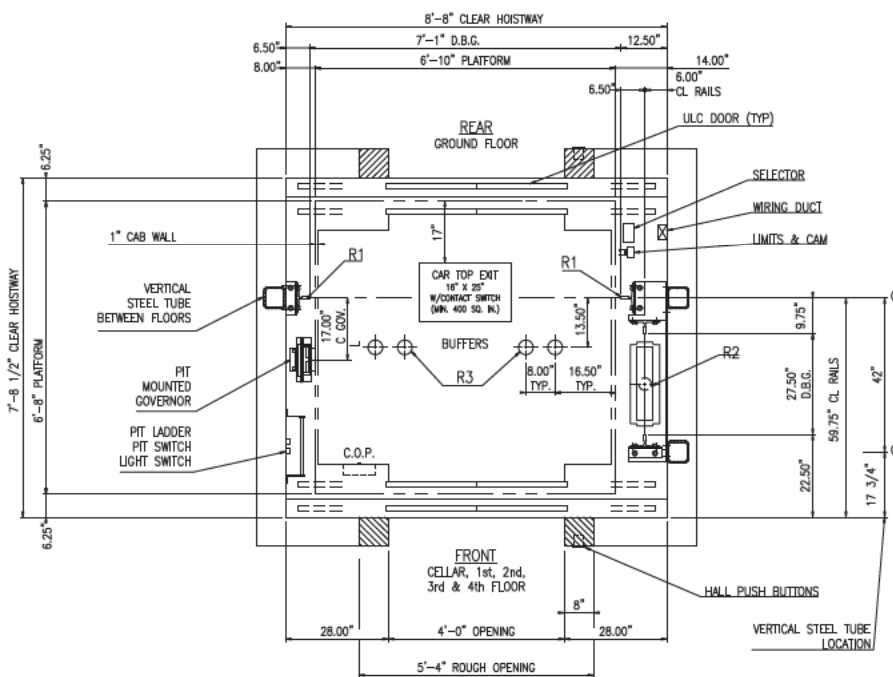 8'-8" CLEAR HOISTWAY
6.50"
7'-1" D.B.G.
12.50"
8.00"
6'-10" PLATFORM
14.00"
6.50"
6.00"
CL RAILS
REAR
GROUND FLOOR
ULC DOOR (TYP)
6.25"
SELECTOR
WIRING DUCT
LIMITS & CAM
1" CAB WALL
17"
R1
R1
CAR TOP EXIT
16" X 25"
W/CONTACT SWITCH
(MIN. 400 SQ. IN.)
VERTICAL
STEEL TUBE
BETWEEN FLOORS
7'-8 1/2" CLEAR HOISTWAY
6'-8" PLATFORM
17.00"
C GOV.
13.50"
9.75"
BUFFERS
R3
R2
8.00"
TYP.
16.50"
TYP.
27.50"
D.B.G.
59.75" CL RAILS
42"
PIT
MOUNTED
GOVERNOR
PIT LADDER
PIT SWITCH
LIGHT SWITCH
C.O.P.
22.50"
17 3/4"
6.25"
FRONT
CELLAR, 1st, 2nd,
3rd & 4th FLOOR
8"
HALL PUSH BUTTONS
28.00"
4'-0" OPENING
28.00"
VERTICAL STEEL TUBE
LOCATION
5'-4" ROUGH OPENING